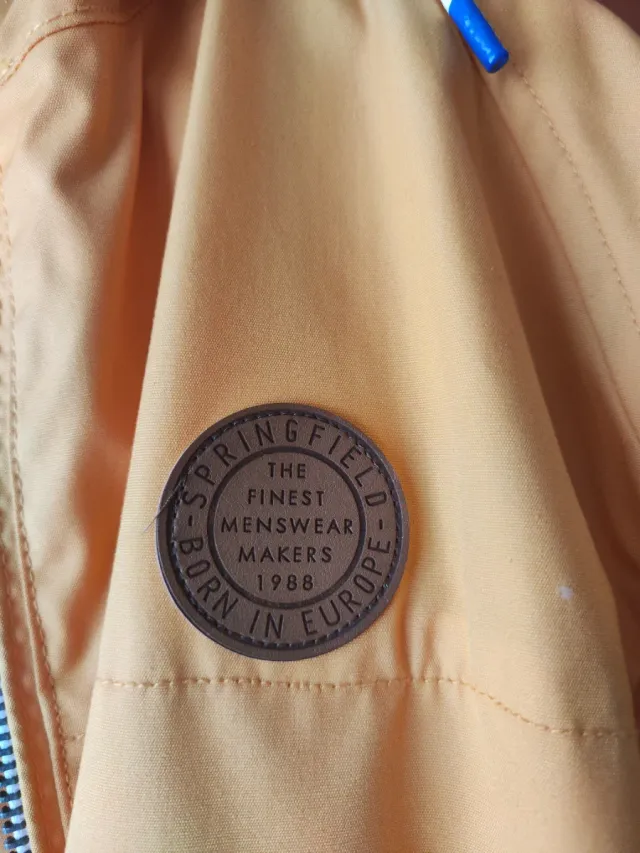 - SPRINGFIELD -
THE
FINEST
MENSWEAR
MAKERS
1988
BORN IN EUROPE